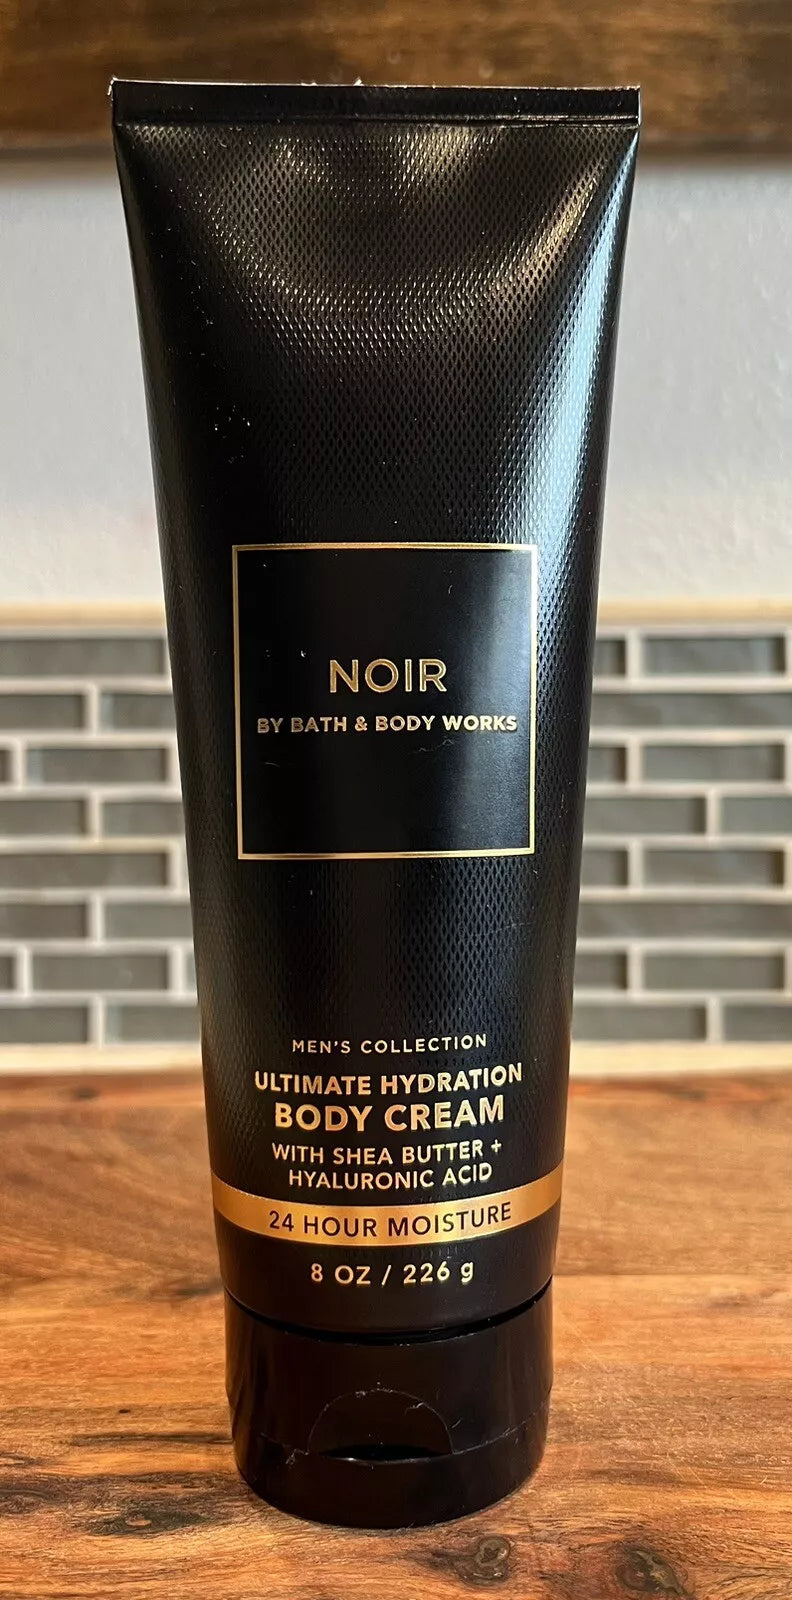 NOIR
BY BATH & BODY WORKS
MEN'S COLLECTION
ULTIMATE HYDRATION
BODY CREAM
WITH SHEA BUTTER +
HYALURONIC ACID
24 HOUR MOISTURE
8 OZ / 226 g